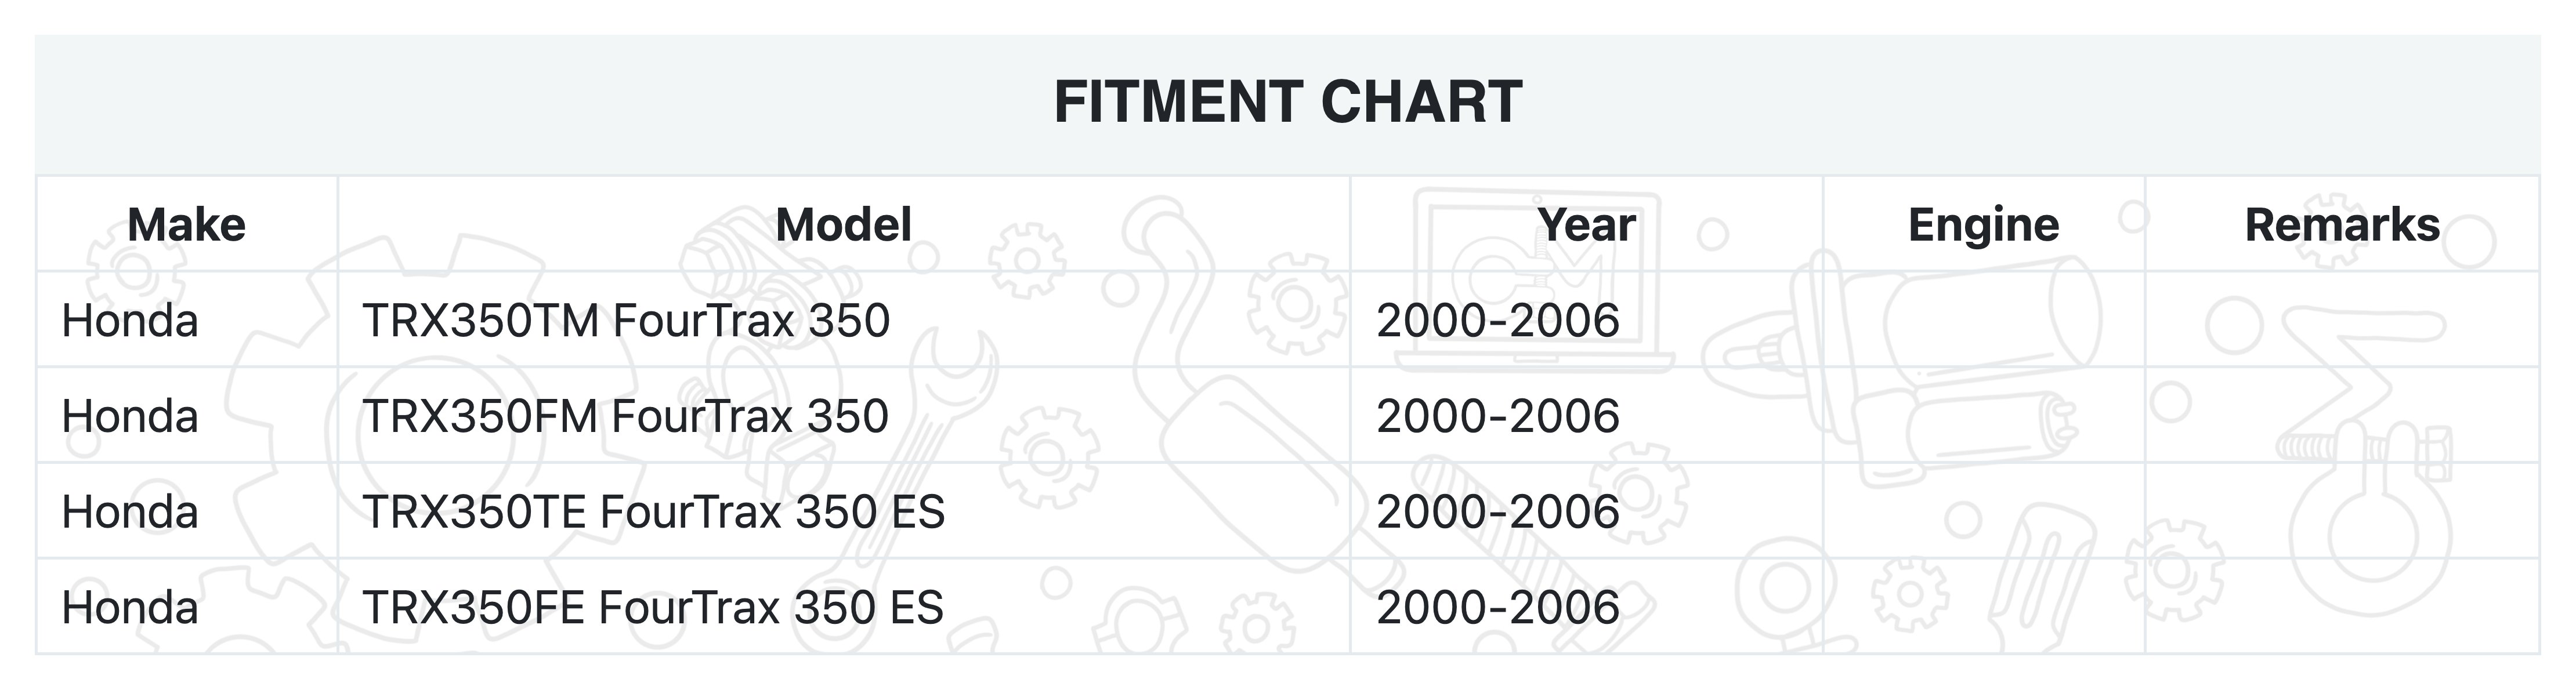 FITMENT CHART
Make Model Year Engine Remarks
Honda TRX350TM FourTrax 350 2000-2006
Honda TRX350FM FourTrax 350 2000-2006
Honda TRX350TE FourTrax 350 ES 2000-2006
Honda TRX350FE FourTrax 350 ES 2000-2006